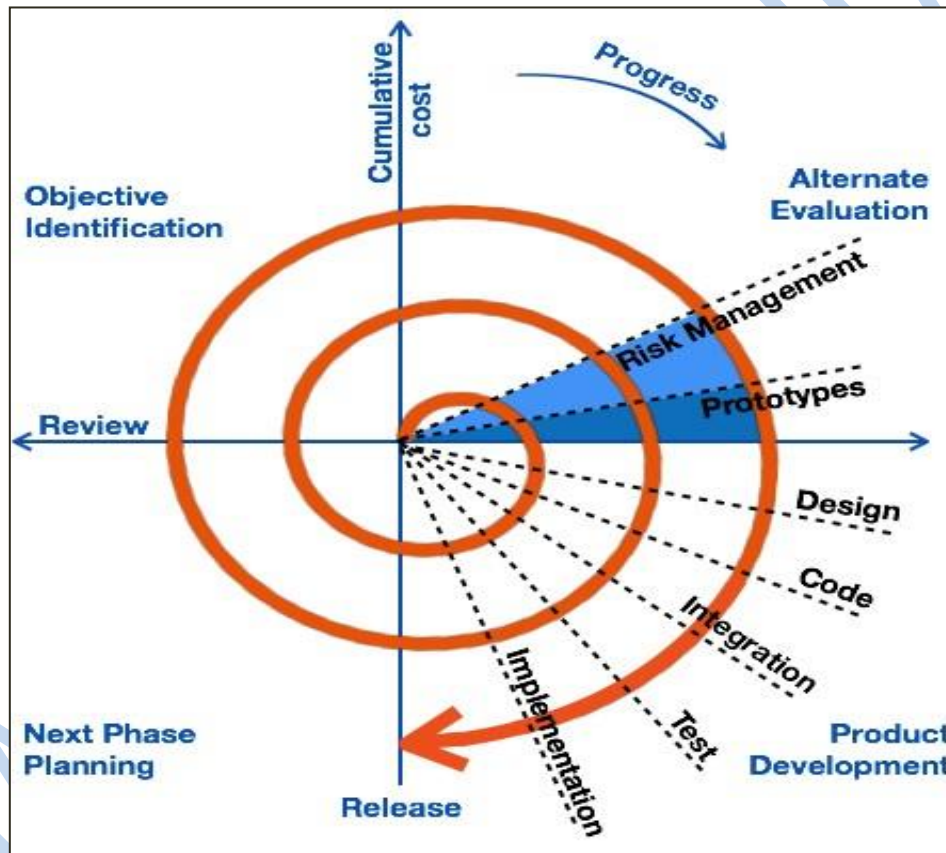 Cumulative
cost
Progress
Objective
Identification
Alternate
Evaluation
Risk Management
Prototypes
Review
Design
Code
Integration
Test
Implementation
Next Phase
Planning
Product
Development
Release